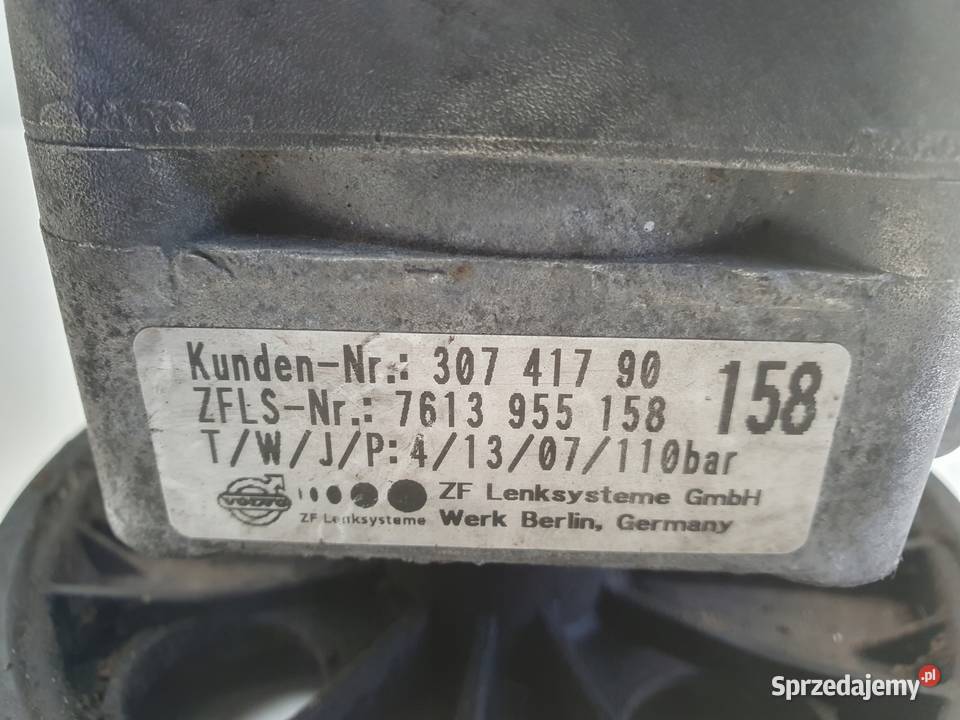 Kunden-Nr.: 307 417 90
158
ZFLS-Nr.: 7613 955 158
T/W/J/P: 4/13/07/110bar
VOLVO
ZF Lenksysteme
ZF Lenksysteme GmbH
Werk Berlin, Germany
Sprzedajemy.pl